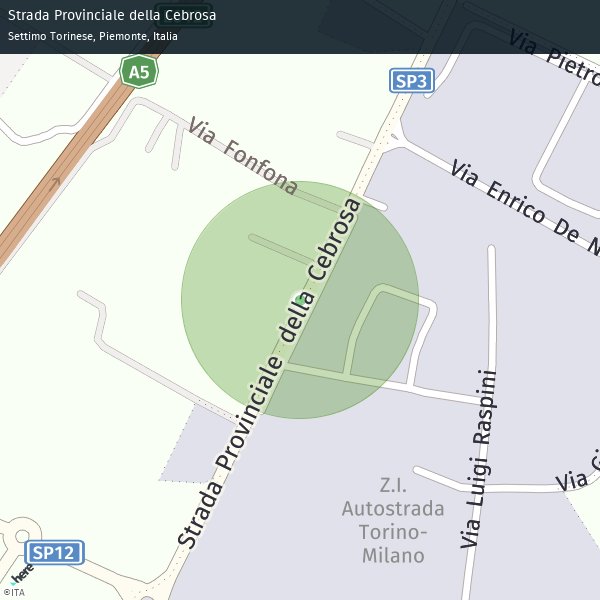 Strada Provinciale della Cebrosa
Settimo Torinese, Piemonte, Italia
A5
SP3
Via Pietro
Via Fonfona
Via Enrico De N
Strada Provinciale della Cebrosa
Via Luigi Raspini
Via Gi
Z.I.
Autostrada
Torino-
Milano
SP12
here
©ITA